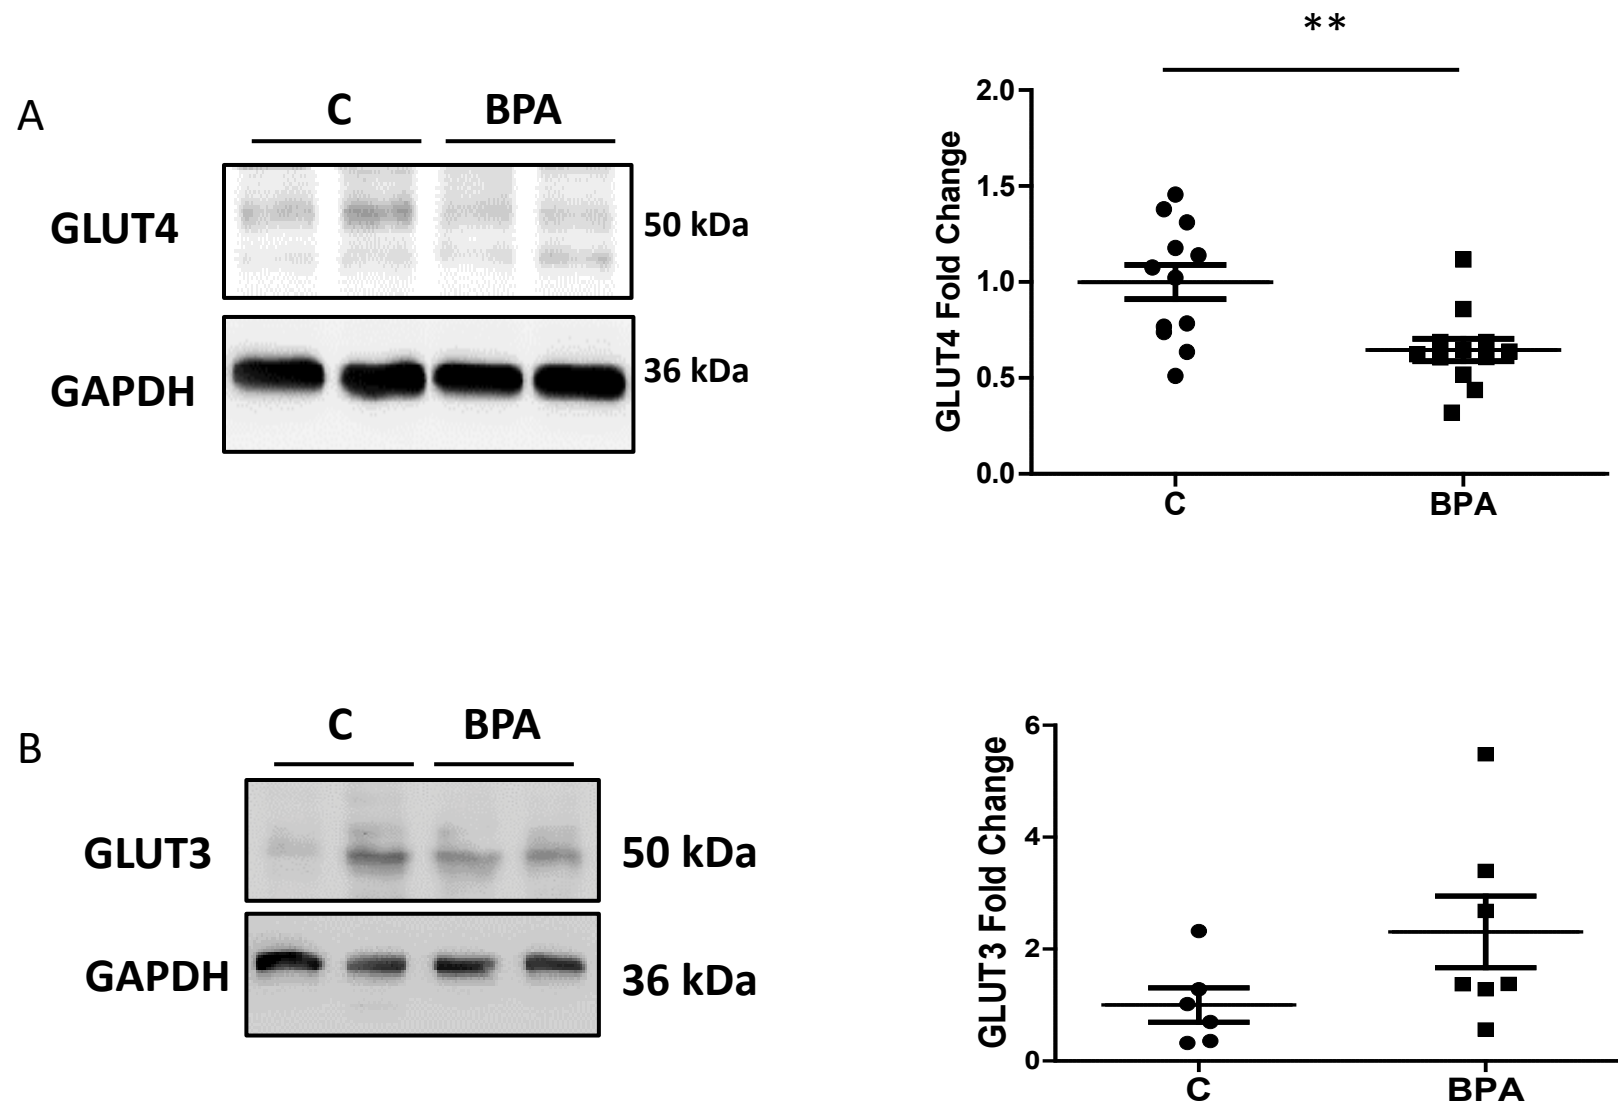 A
C BPA
GLUT4
50 kDa
GAPDH
36 kDa
**
GLUT4 Fold Change
2.0
1.5
1.0
0.5
0.0
C BPA
B
C BPA
GLUT3
50 kDa
GAPDH
36 kDa
GLUT3 Fold Change
6
4
2
0
C BPA